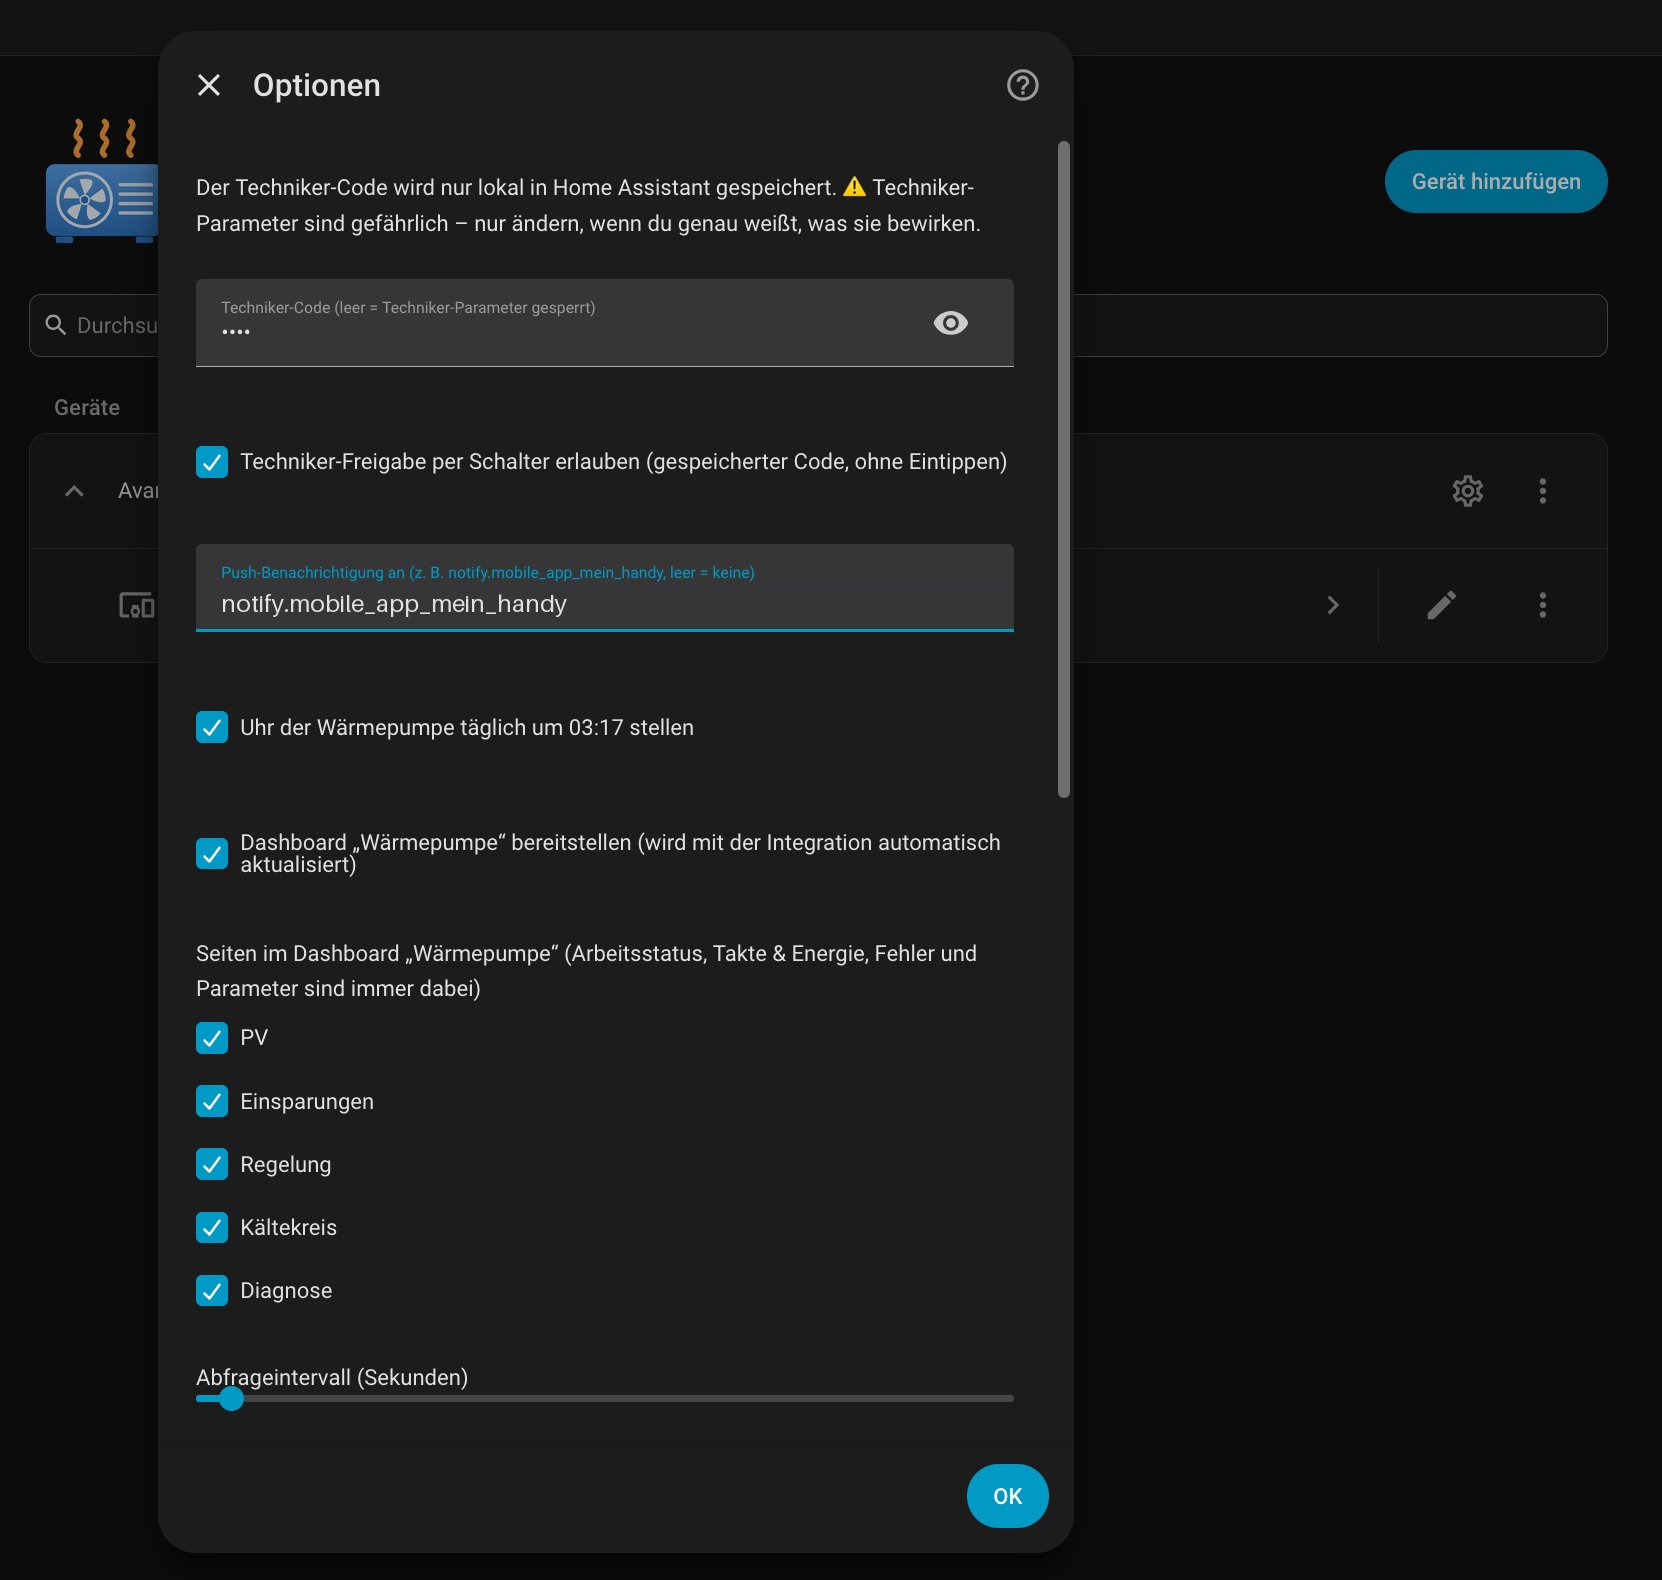 Optionen
Der Techniker-Code wird nur lokal in Home Assistant gespeichert. ⚠️ Techniker-
Parameter sind gefährlich – nur ändern, wenn du genau weißt, was sie bewirken.
Gerät hinzufügen
Techniker-Code (leer = Techniker-Parameter gesperrt)
••••
Durchsu
Geräte
Techniker-Freigabe per Schalter erlauben (gespeicherter Code, ohne Eintippen)
Avar
Push-Benachrichtigung an (z. B. notify.mobile_app_mein_handy, leer = keine)
notify.mobile_app_mein_handy
Uhr der Wärmepumpe täglich um 03:17 stellen
Dashboard „Wärmepumpe“ bereitstellen (wird mit der Integration automatisch
aktualisiert)
Seiten im Dashboard „Wärmepumpe“ (Arbeitsstatus, Takte & Energie, Fehler und
Parameter sind immer dabei)
PV
Einsparungen
Regelung
Kältekreis
Diagnose
Abfrageintervall (Sekunden)
OK